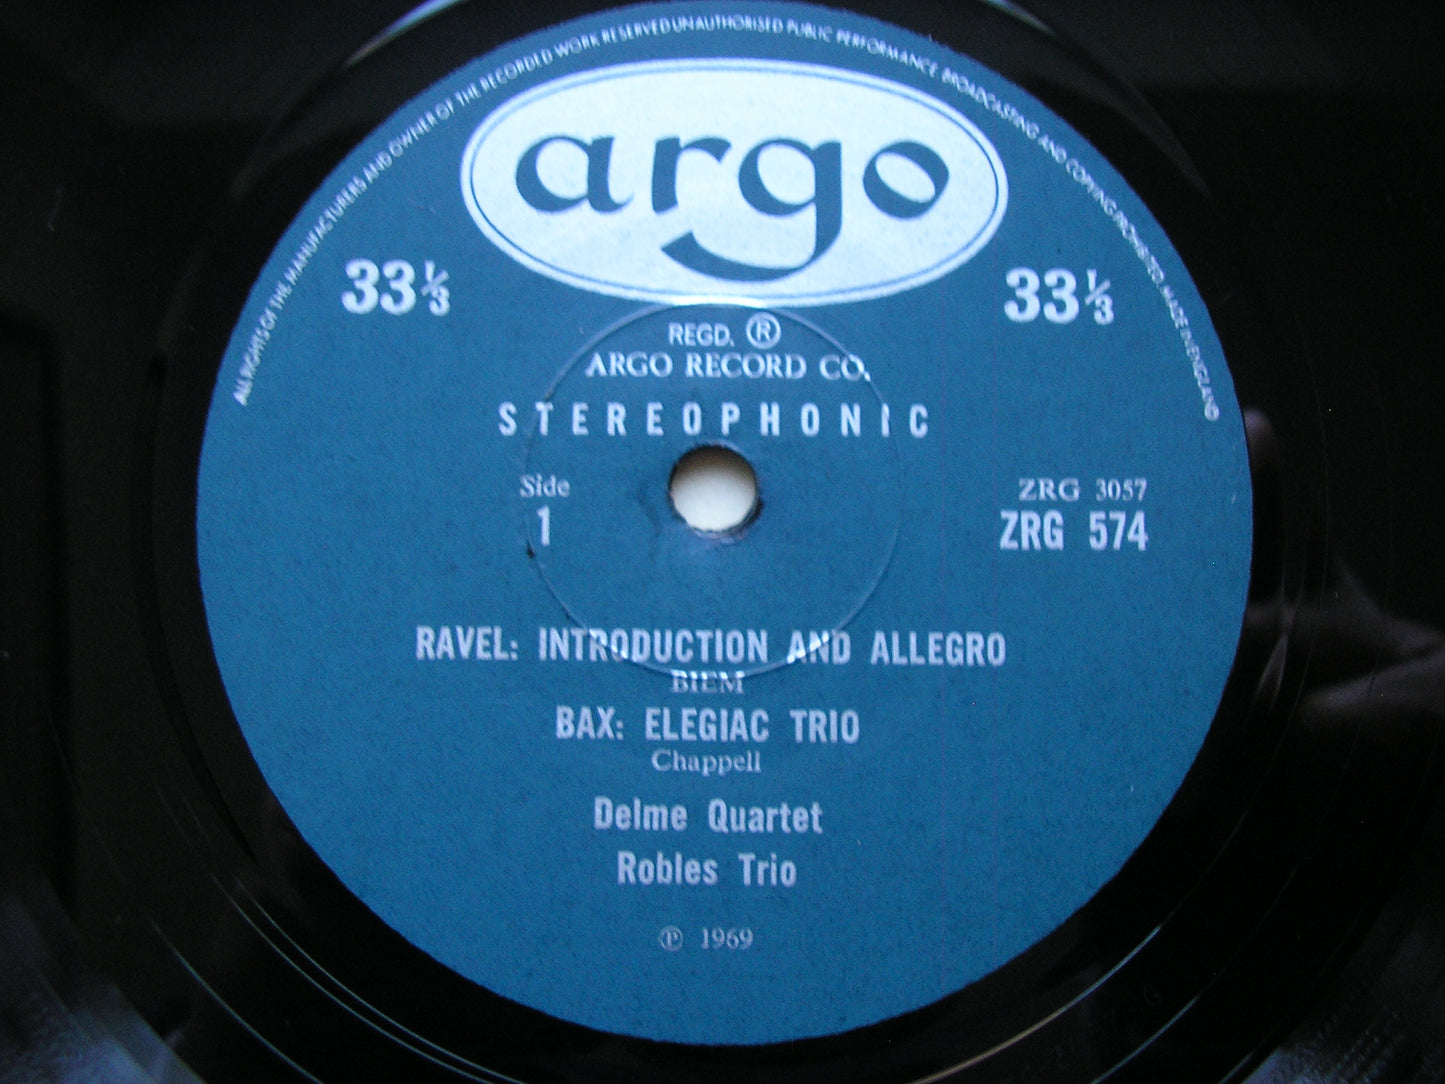 ALL RIGHTS OF THE MANUFACTURERS AND OWNER OF THE RECORDED WORK RESERVED UNAUTHORISED PUBLIC PERFORMANCE BROADCASTING AND COPYING PROHIBITED. MADE IN ENGLAND
argo
33⅓ 33⅓
REGD. ®
ARGO RECORD CO.
STEREOPHONIC
Side ZRG 3057
1 ZRG 574
RAVEL: INTRODUCTION AND ALLEGRO
BIEM
BAX: ELEGIAC TRIO
Chappell
Delme Quartet
Robles Trio
℗ 1969